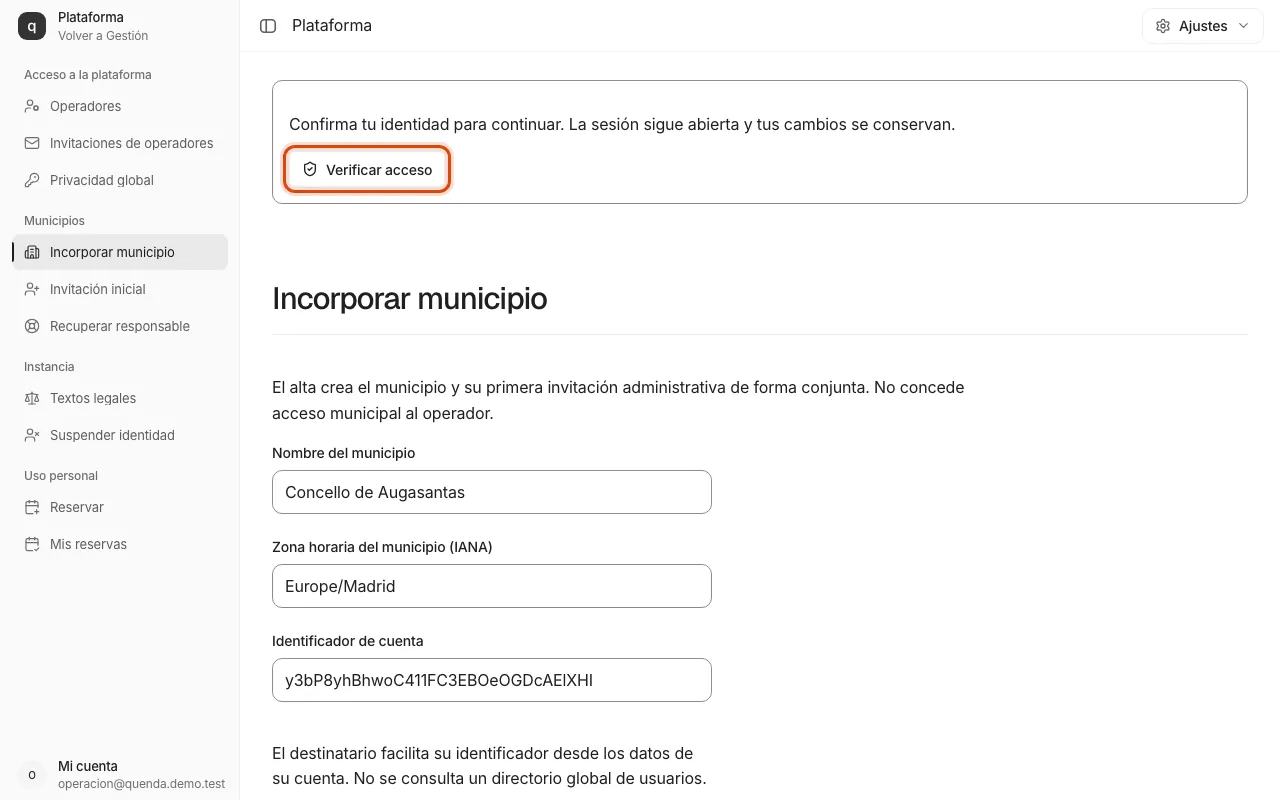 q
Plataforma
Volver a Gestión
Acceso a la plataforma
Operadores
Invitaciones de operadores
Privacidad global
Municipios
Incorporar municipio
Invitación inicial
Recuperar responsable
Instancia
Textos legales
Suspender identidad
Uso personal
Reservar
Mis reservas
O
Mi cuenta
operacion@quenda.demo.test
Plataforma
Ajustes
Confirma tu identidad para continuar. La sesión sigue abierta y tus cambios se conservan.
Verificar acceso
Incorporar municipio
El alta crea el municipio y su primera invitación administrativa de forma conjunta. No concede
acceso municipal al operador.
Nombre del municipio
Concello de Augasantas
Zona horaria del municipio (IANA)
Europe/Madrid
Identificador de cuenta
y3bP8yhBhwoC411FC3EBOeOGDcAEIXHI
El destinatario facilita su identificador desde los datos de
su cuenta. No se consulta un directorio global de usuarios.